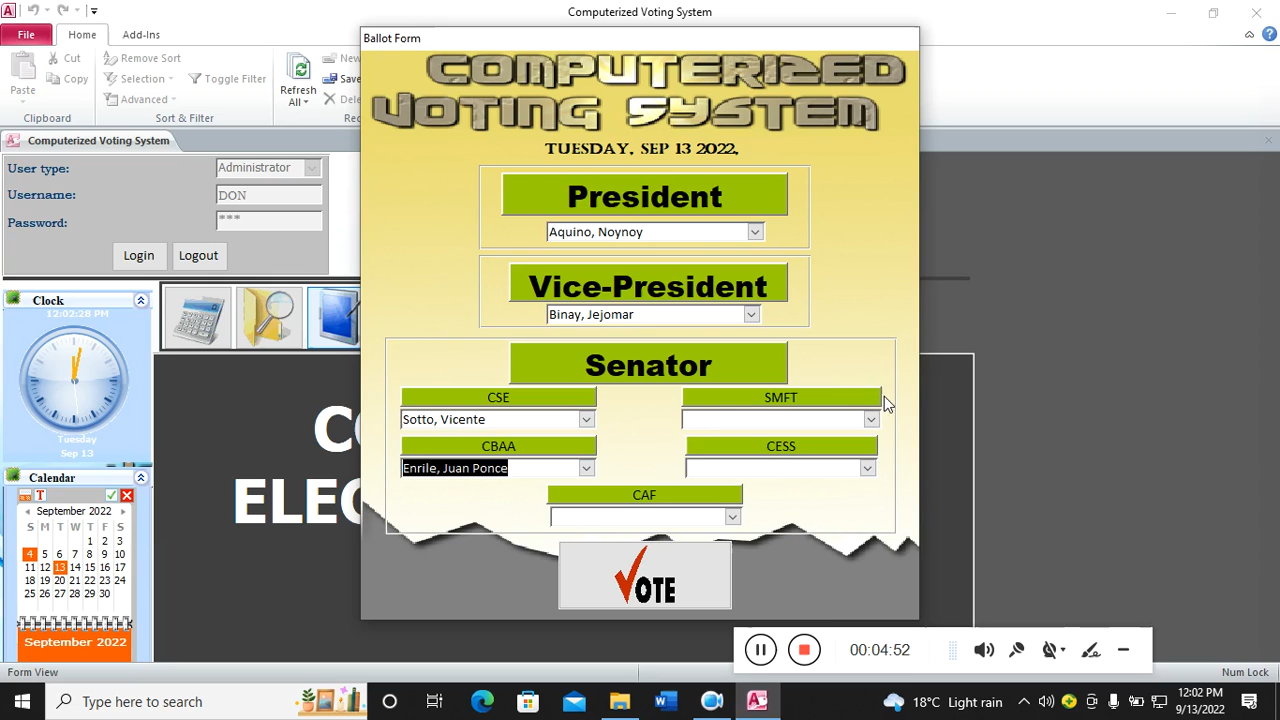 Computerized Voting System
File
Home
Add-Ins
Paste
Cut
Copy
Clipboard
Remove Sort
Selection
Advanced
Toggle Filter
Sort & Filter
Refresh All
New
Save
Dele
Rec
Computerized Voting System
User type:
Administrator
Username:
DON
Password:
***
Login
Logout
Clock
12:02:28 PM
Tuesday
Sep 13
Calendar
T
September 2022
S M T W T F S
1 2 3
4 5 6 7 8 9 10
11 12 13 14 15 16 17
18 19 20 21 22 23 24
25 26 27 28 29 30
September 2022
ELEC
Ballot Form
COMPUTERIZED
VOTING SYSTEM
TUESDAY, SEP 13 2022,
President
Aquino, Noynoy
Vice-President
Binay, Jejomar
Senator
CSE
SMFT
Sotto, Vicente
CBAA
CESS
Enrile, Juan Ponce
CAF
VOTE
00:04:52
Form View
Num Lock
Type here to search
18°C Light rain
12:02 PM
9/13/2022